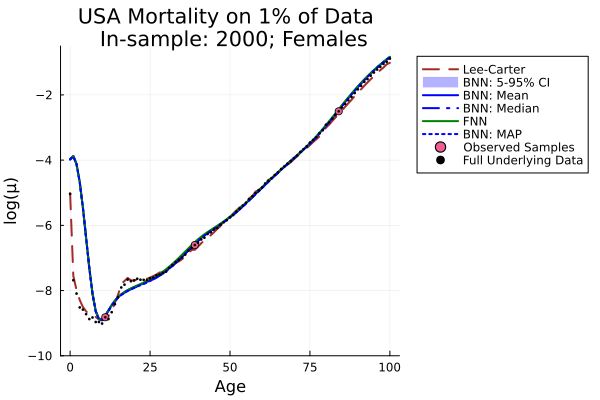 USA Mortality on 1% of Data
In-sample: 2000; Females
log(μ)
−2
−4
−6
−8
−10
0
25
50
75
100
Age
Lee-Carter
BNN: 5-95% CI
BNN: Mean
BNN: Median
FNN
BNN: MAP
Observed Samples
Full Underlying Data